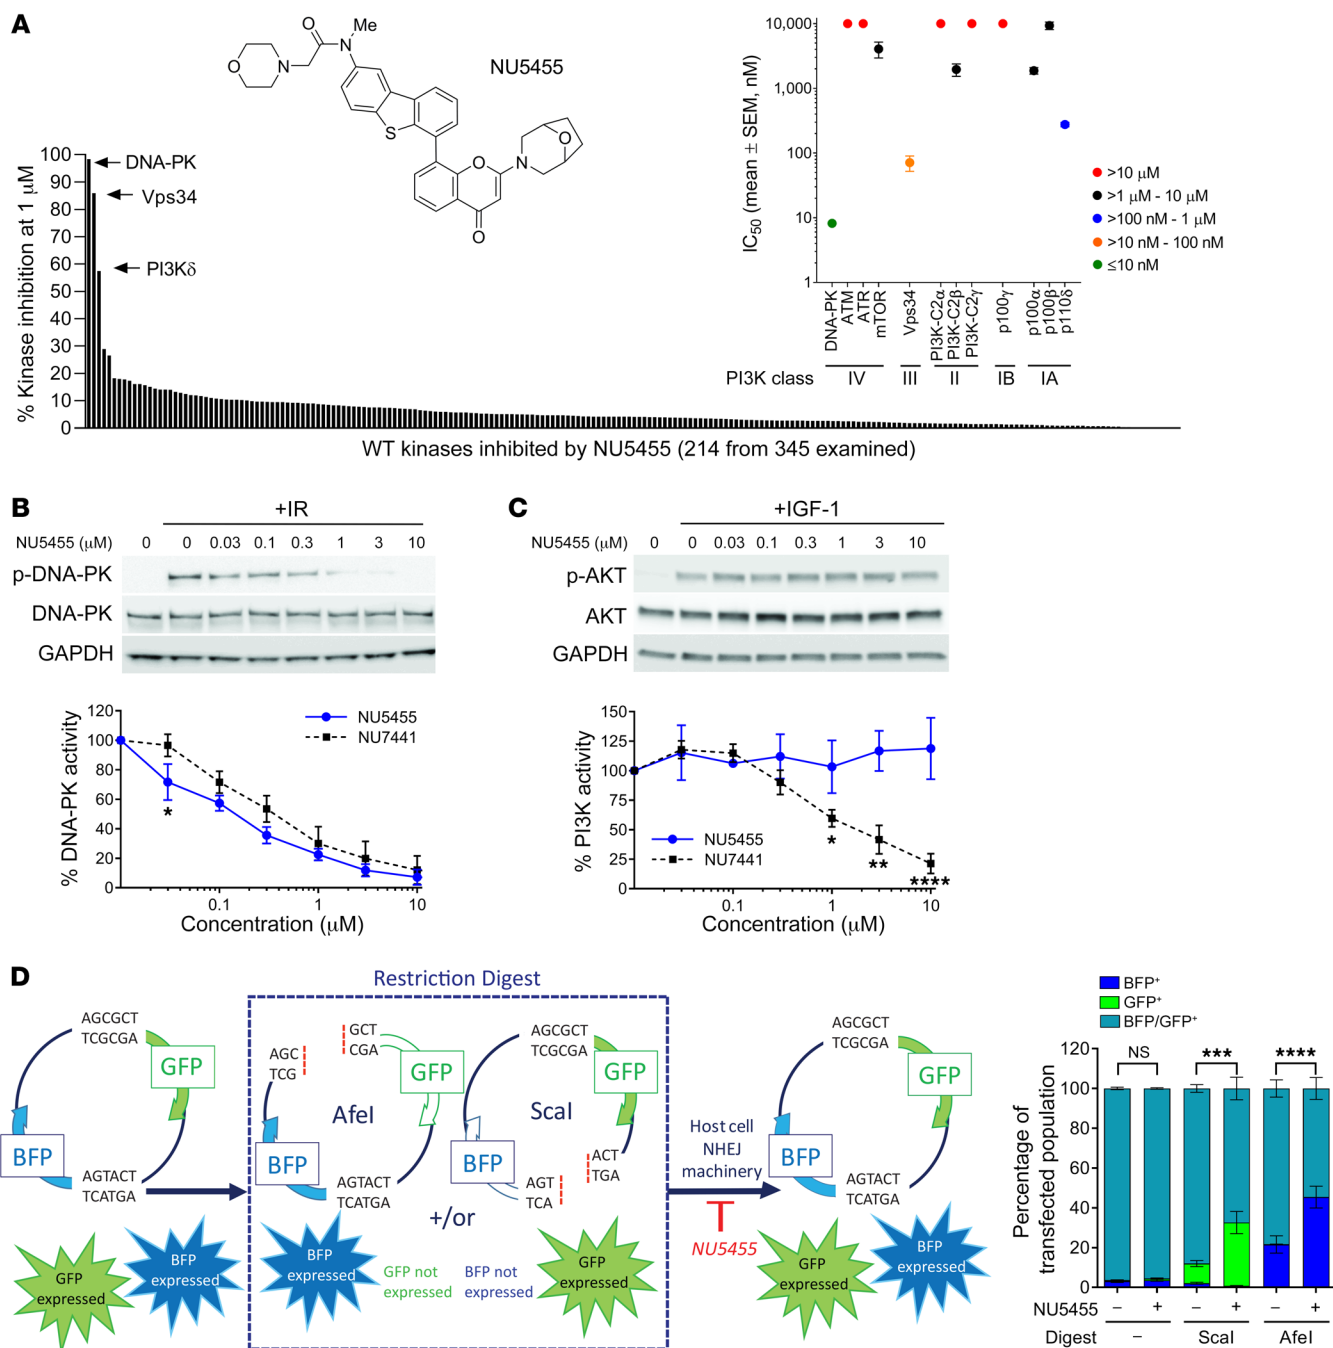 A
O
N
O
N
Me
NU5455
S
O
N
O
O
% Kinase inhibition at 1 μM
100
90
80
70
60
50
40
30
20
10
0
DNA-PK
Vps34
PI3Kδ
WT kinases inhibited by NU5455 (214 from 345 examined)
IC50 (mean ± SEM, nM)
10,000
1,000
100
10
1
>10 μM
>1 μM - 10 μM
>100 nM - 1 μM
>10 nM - 100 nM
≤10 nM
DNA-PK
ATM
ATR
mTOR
Vps34
PI3K-C2α
PI3K-C2β
PI3K-C2γ
p100γ
p100α
p100β
p110δ
PI3K class IV III II IB IA
B
+IR
NU5455 (μM) 0 0 0.03 0.1 0.3 1 3 10
p-DNA-PK
DNA-PK
GAPDH
% DNA-PK activity
120
100
80
60
40
20
0
NU5455
NU7441
*
0.1 1 10
Concentration (μM)
C
+IGF-1
NU5455 (μM) 0 0 0.03 0.1 0.3 1 3 10
p-AKT
AKT
GAPDH
% PI3K activity
150
125
100
75
50
25
0
NU5455
NU7441
*
**
****
0.1 1 10
Concentration (μM)
D
AGCGCT
TCGCGA
GFP
BFP
AGTACT
TCATGA
GFP
expressed
BFP
expressed
Restriction Digest
AGC
TCG
GCT
CGA
GFP
AfeI
BFP
AGTACT
TCATGA
BFP
expressed
GFP not
expressed
+/or
AGCGCT
TCGCGA
GFP
ScaI
BFP
ACT
TGA
AGT
TCA
BFP not
expressed
GFP
expressed
Host cell
NHEJ
machinery
NU5455
AGCGCT
TCGCGA
GFP
BFP
AGTACT
TCATGA
GFP
expressed
BFP
expressed
BFP+
GFP+
BFP/GFP+
Percentage of
transfected population
120
100
80
60
40
20
0
NS
***
****
NU5455 – + – + – +
Digest – ScaI AfeI